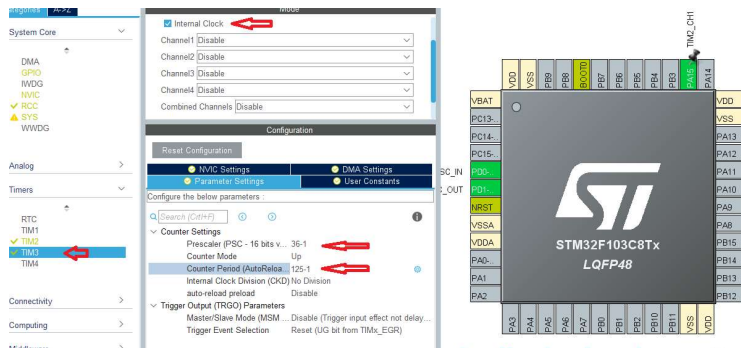 Categories A->Z
System Core
DMA
GPIO
IWDG
NVIC
RCC
SYS
WWDG
Analog
Timers
RTC
TIM1
TIM2
TIM3
TIM4
Connectivity
Computing
Mode
Internal Clock
Channel1 Disable
Channel2 Disable
Channel3 Disable
Channel4 Disable
Combined Channels Disable
Configuration
Reset Configuration
NVIC Settings DMA Settings
Parameter Settings User Constants
Configure the below parameters :
Search (Ctrl+F)
Counter Settings
Prescaler (PSC - 16 bits v... 36-1
Counter Mode Up
Counter Period (AutoReloa... 125-1
Internal Clock Division (CKD) No Division
auto-reload preload Disable
Trigger Output (TRGO) Parameters
Master/Slave Mode (MSM ... Disable (Trigger input effect not delay...
Trigger Event Selection Reset (UG bit from TIMx_EGR)
TIM2_CH1
VDD VSS PB9 PB8 BOOT0 PB7 PB6 PB5 PB4 PB3 PA15 PA14
VBAT VDD
PC13-.. VSS
PC14-.. PA13
PC15-.. PA12
SC_IN PD0-.. PA11
C_OUT PD1-.. PA10
NRST PA9
VSSA PA8
VDDA PB15
PA0-.. PB14
PA1 PB13
PA2 PB12
ST
STM32F103C8Tx
LQFP48
PA3 PA4 PA5 PA6 PA7 PB0 PB1 PB2 PB10 PB11 VSS VDD